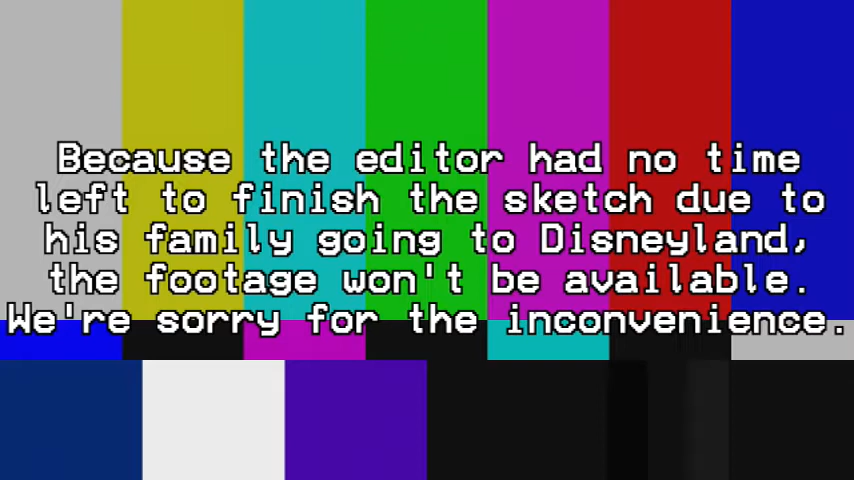 Because the editor had no time
left to finish the sketch due to
his family going to Disneyland,
the footage won't be available.
We're sorry for the inconvenience.